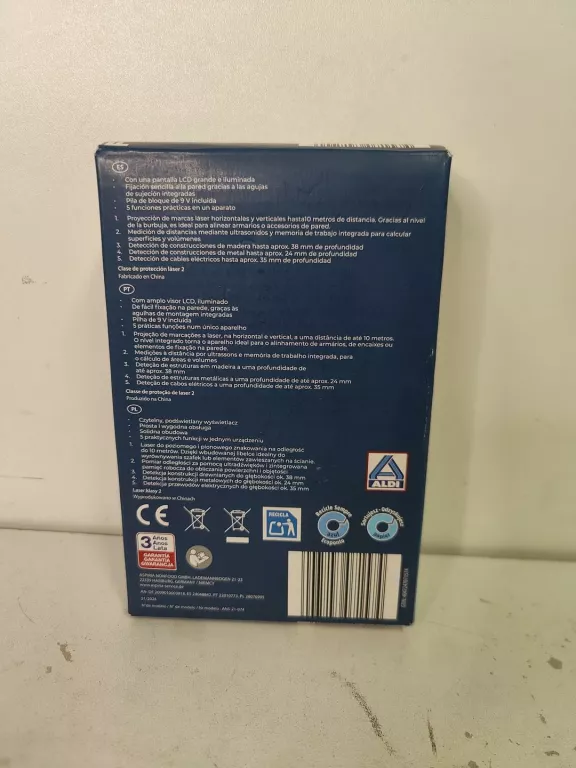 ES
- Con una pantalla LCD grande e iluminada
- Fijación sencilla a la pared gracias a las agujas
de sujeción integradas
- Pila de bloque de 9 V incluida
- 5 funciones prácticas en un aparato
1. Proyección de marcas láser horizontales y verticales hasta10 metros de distancia. Gracias al nivel
de la burbuja, es ideal para alinear armarios o accesorios de pared.
2. Medición de distancias mediante ultrasonidos y memoria de trabajo integrada para calcular
superficies y volúmenes
3. Detección de construcciones de madera hasta aprox. 38 mm de profundidad
4. Detección de construcciones de metal hasta aprox. 24 mm de profundidad
5. Detección de cables eléctricos hasta aprox. 35 mm de profundidad
Clase de protección láser 2
Fabricado en China
PT
- Com amplo visor LCD, iluminado
- De fácil fixação na parede, graças às
agulhas de montagem integradas
- Pilha de 9 V incluída
- 5 práticas funções num único aparelho
1. Projeção de marcações a laser, na horizontal e vertical, a uma distância de até 10 metros.
O nível integrado torna o aparelho ideal para o alinhamento de armários, de encaixes ou
elementos de fixação na parede.
2. Medições à distância por ultrassons e memória de trabalho integrada, para
o cálculo de áreas e volumes
3. Deteção de estruturas em madeira a uma profundidade de
até aprox. 38 mm
4. Deteção de estruturas metálicas a uma profundidade de até aprox. 24 mm
5. Deteção de cabos elétricos a uma profundidade de até aprox. 35 mm
Classe de proteção de laser 2
Produzido na China
PL
- Czytelny, podświetlany wyświetlacz
- Prosta i wygodna obsługa
- Solidna obudowa
- 5 praktycznych funkcji w jednym urządzeniu
1. Laser do poziomego i pionowego znakowania na odległość
do 10 metrów. Dzięki wbudowanej libelce idealny do
wyrównywania szafek lub elementów zawieszanych na ścianie.
2. Pomiar odległości za pomocą ultradźwięków i zintegrowana
pamięć robocza do obliczania powierzchni i objętości
3. Detekcja konstrukcji drewnianych do głębokości ok. 38 mm
4. Detekcja konstrukcji metalowych do głębokości ok. 24 mm
5. Detekcja przewodów elektrycznych do głębokości ok. 35 mm
Laser klasy 2
Wyprodukowano w Chinach
ALDI
CE
RECICLA
Recicla Sempre
Azul
3 Años
Anos
Lata
GARANTÍA
GARANTIA
GWARANCJA
22339 HAMBURG, GERMANY